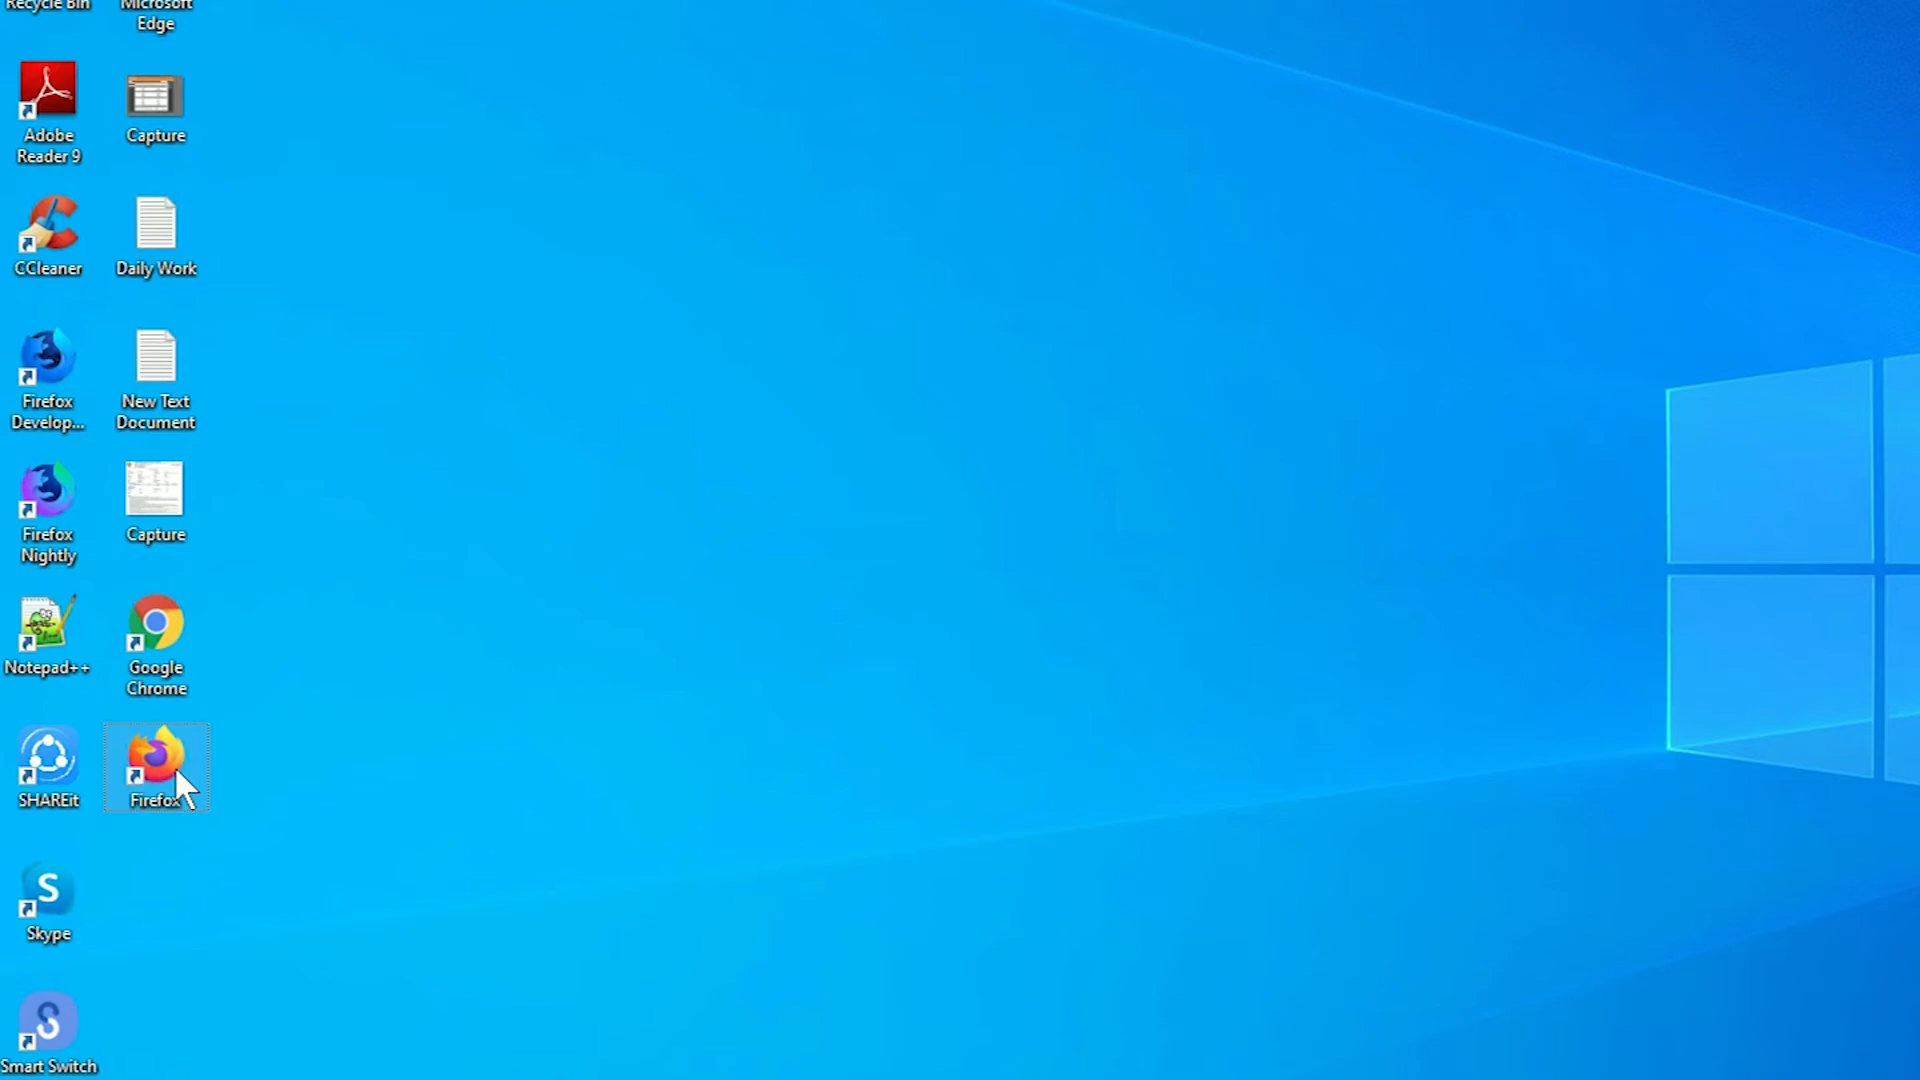 Recycle Bin
Microsoft
Edge
Adobe
Reader 9
Capture
CCleaner
Daily Work
Firefox
Develop...
New Text
Document
Firefox
Nightly
Capture
Notepad++
Google
Chrome
SHAREit
Firefox
Skype
Smart Switch